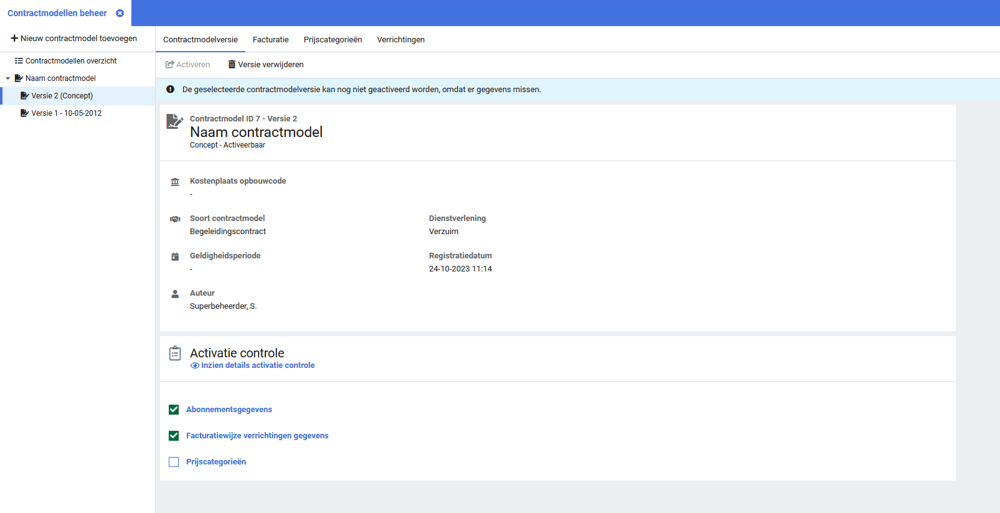 Contractmodellen beheer
Nieuw contractmodel toevoegen
Contractmodellen overzicht
Naam contractmodel
Versie 2 (Concept)
Versie 1 - 10-05-2012
Contractmodelversie Facturatie Prijscategorieën Verrichtingen
Activeren Versie verwijderen
De geselecteerde contractmodelversie kan nog niet geactiveerd worden, omdat er gegevens missen.
Contractmodel ID 7 - Versie 2
Naam contractmodel
Concept - Activeerbaar
Kostenplaats opbouwcode
-
Soort contractmodel Dienstverlening
Begeleidingscontract Verzuim
Geldigheidsperiode Registratiedatum
- 24-10-2023 11:14
Auteur
Superbeheerder, S.
Activatie controle
Inzien details activatie controle
Abonnementsgegevens
Facturatiewijze verrichtingen gegevens
Prijscategorieën